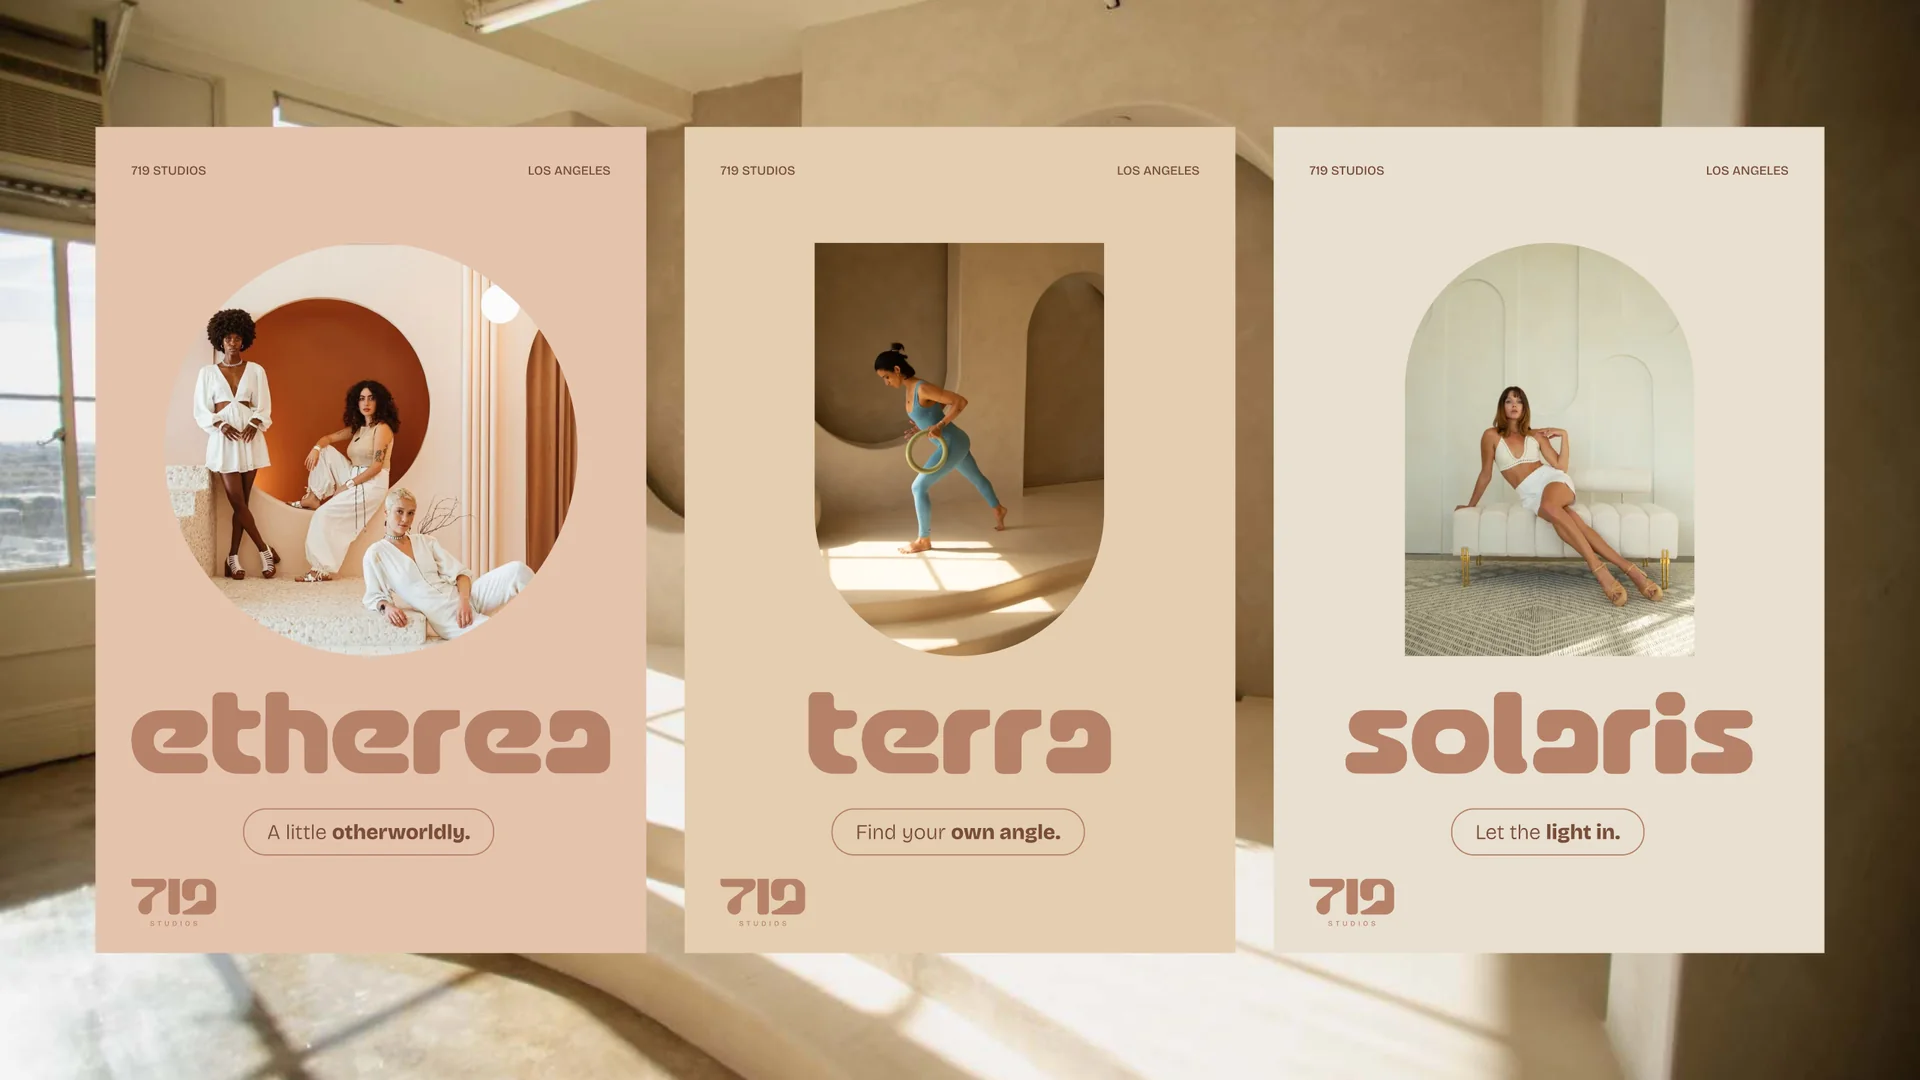 719 STUDIOS
LOS ANGELES
etherea
A little otherworldly.
719
STUDIOS
719 STUDIOS
LOS ANGELES
terra
Find your own angle.
719
STUDIOS
719 STUDIOS
LOS ANGELES
solaris
Let the light in.
719
STUDIOS